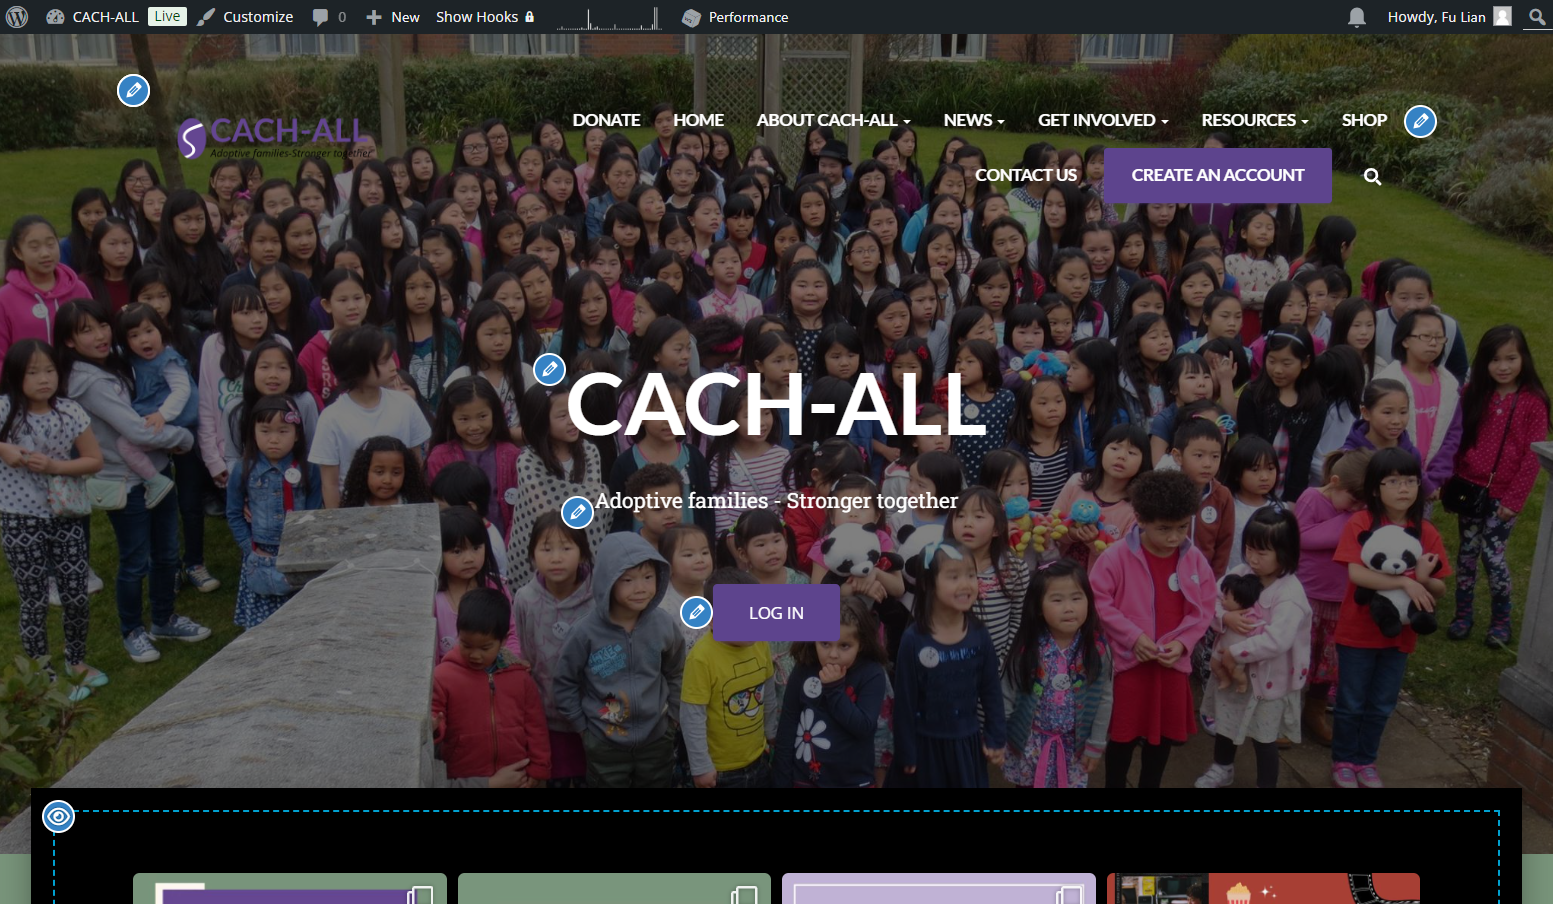 CACH-ALL Live Customize 0 New Show Hooks Performance Howdy, Fu Lian
CACH-ALL
Adoptive families-Stronger together
DONATE HOME ABOUT CACH-ALL NEWS GET INVOLVED RESOURCES SHOP
CONTACT US CREATE AN ACCOUNT
CACH-ALL
Adoptive families - Stronger together
LOG IN